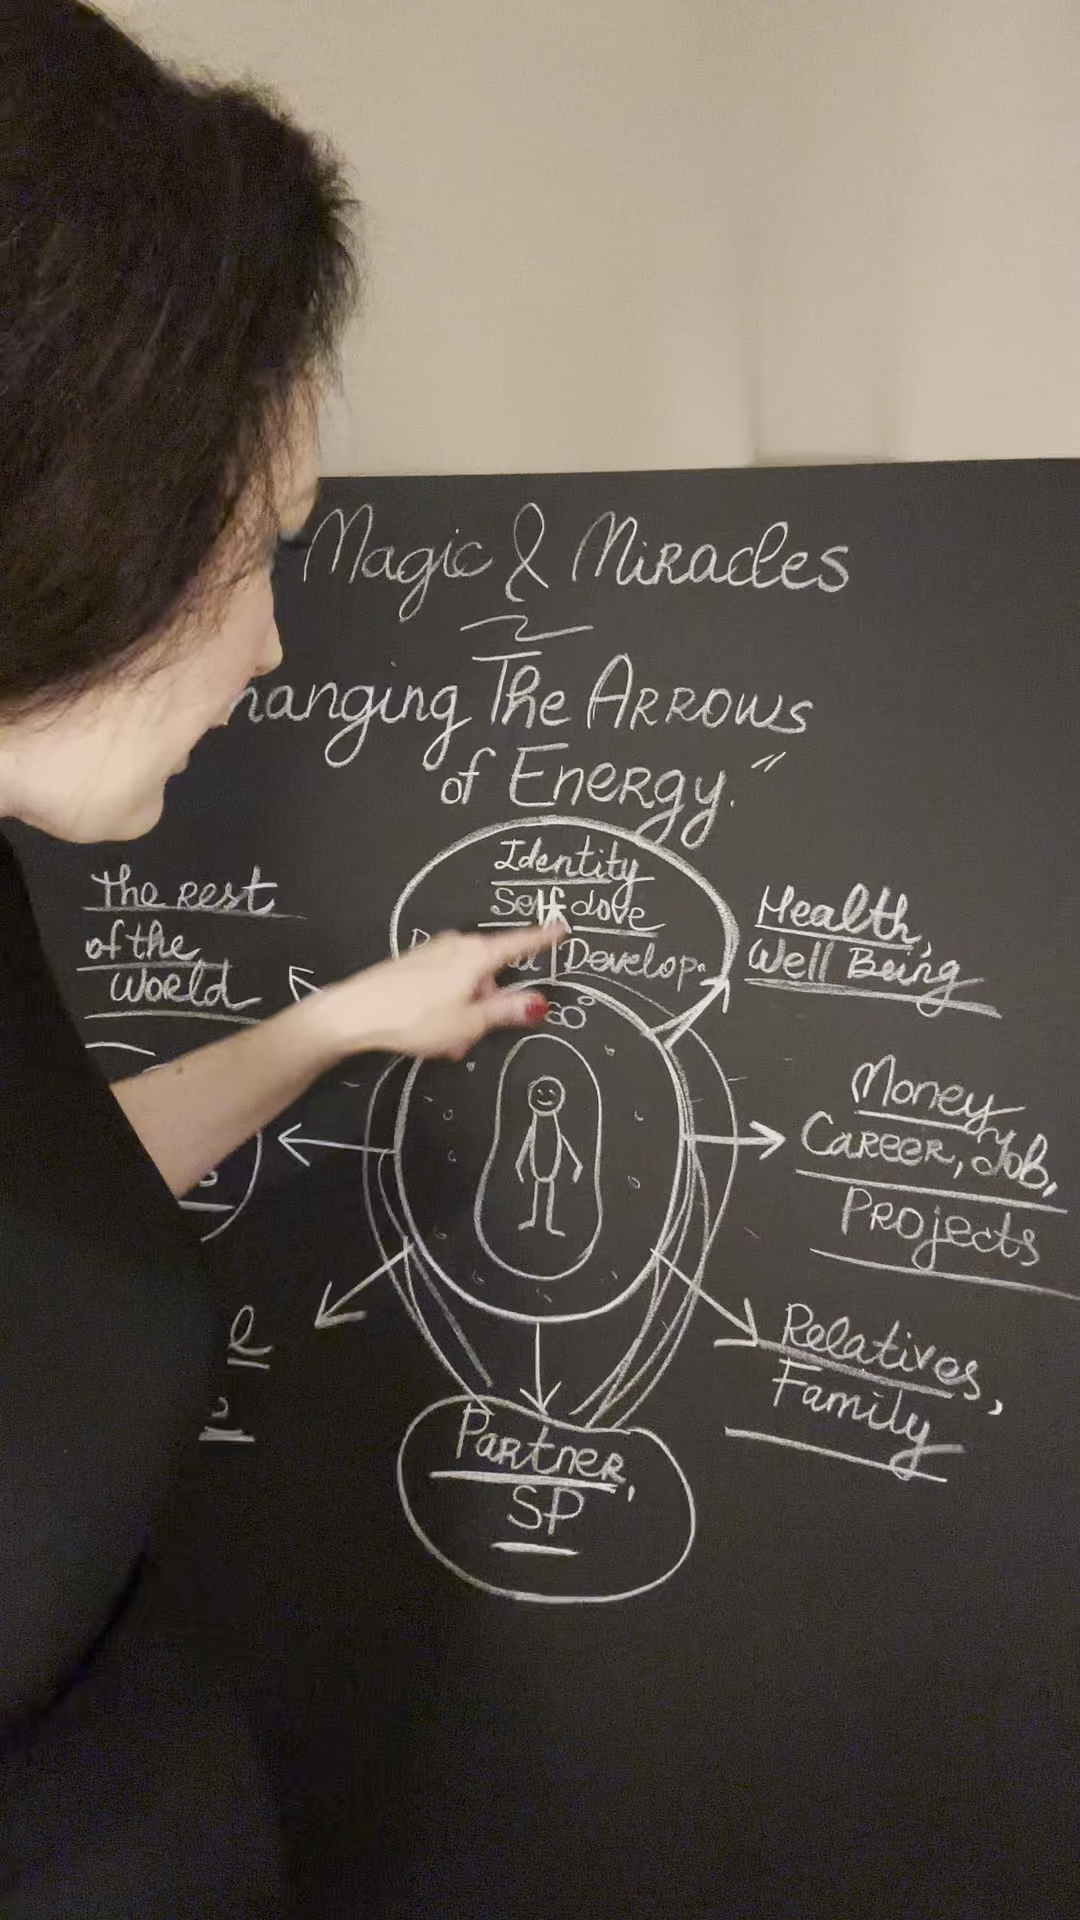 Magic & Miracles
hanging The Arrows
of Energy."
Identity
Self Love
Develop.
360°
The rest
of the
World
Health,
Well Being
Money
Career, Job,
Projects
Relatives,
Family
Partner,
SP